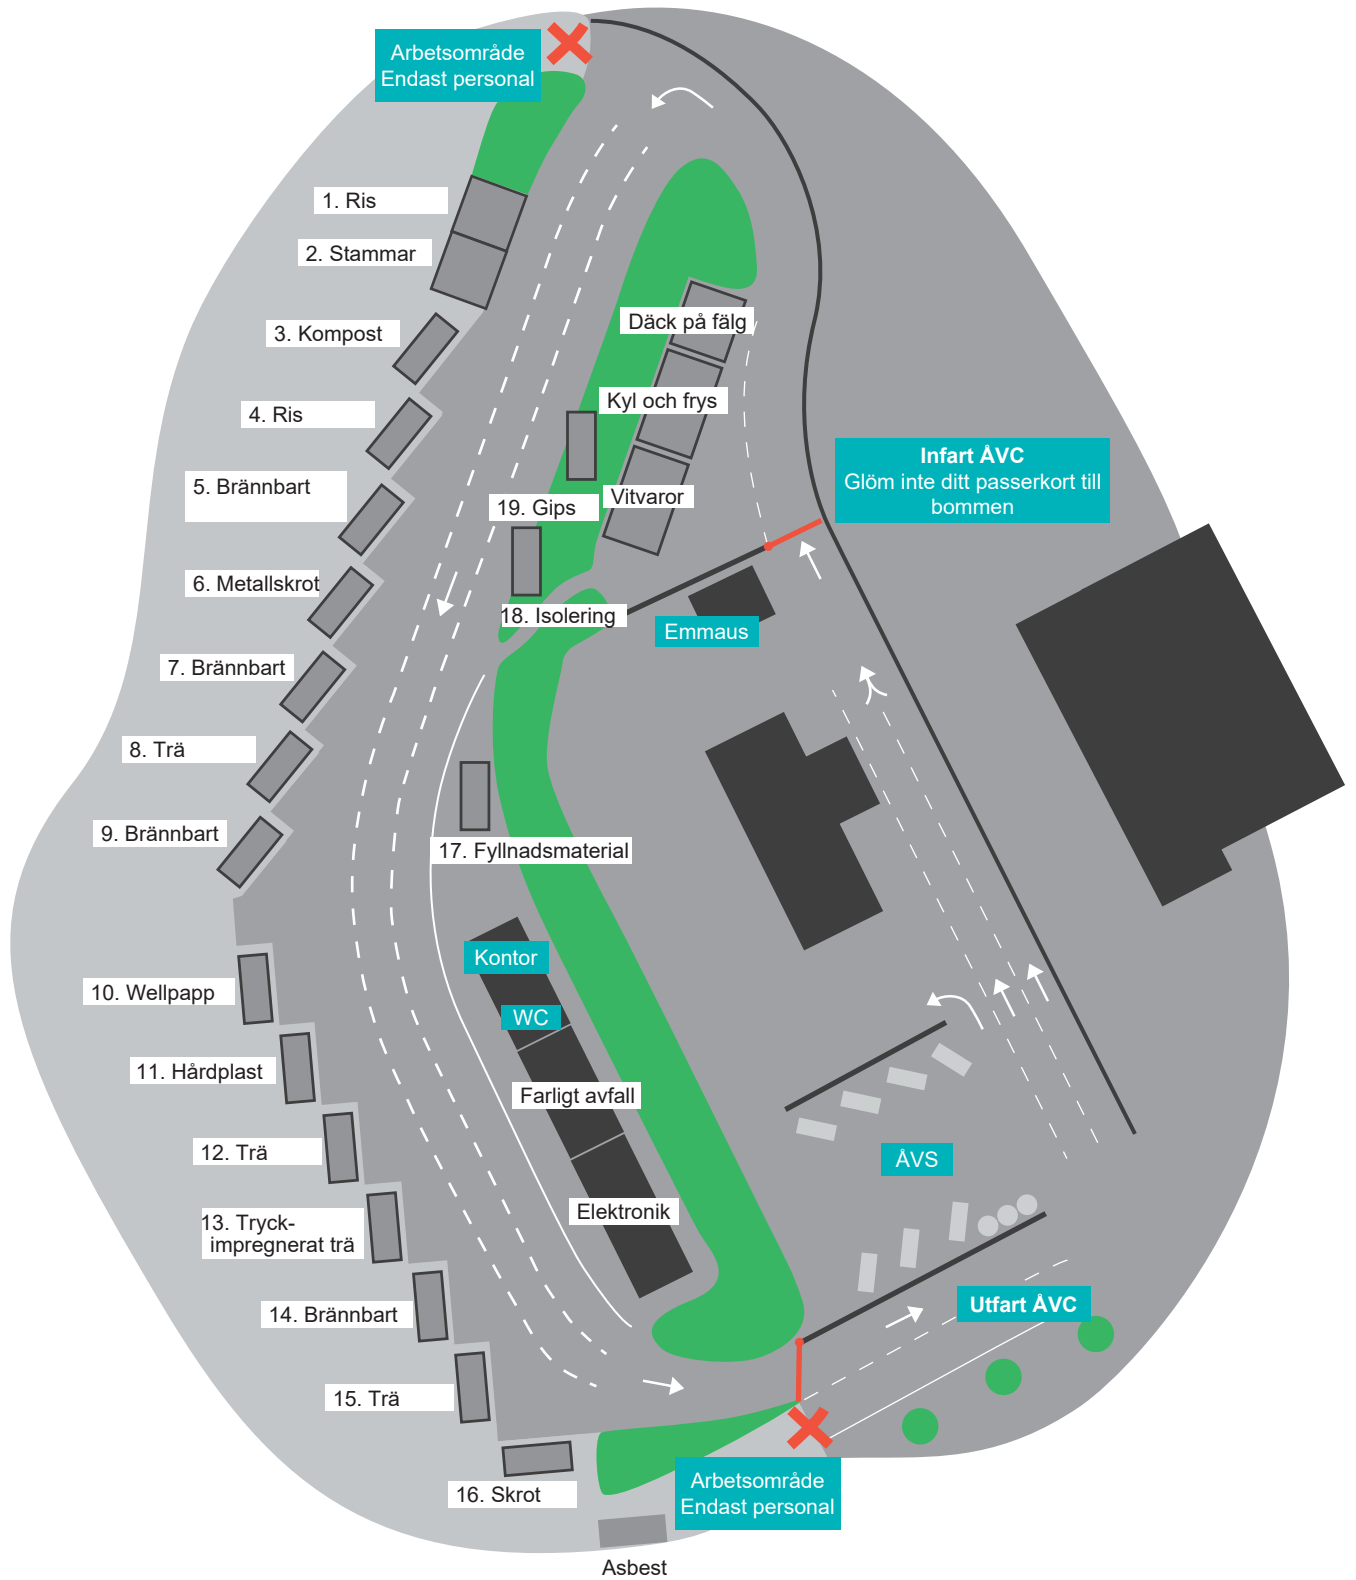 Arbetsområde
Endast personal
1. Ris
2. Stammar
3. Kompost
4. Ris
5. Brännbart
6. Metallskrot
7. Brännbart
8. Trä
9. Brännbart
10. Wellpapp
11. Hårdplast
12. Trä
13. Tryck-
impregnerat trä
14. Brännbart
15. Trä
16. Skrot
Asbest
Däck på fälg
Kyl och frys
Vitvaror
19. Gips
18. Isolering
17. Fyllnadsmaterial
Infart ÅVC
Glöm inte ditt passerkort till
bommen
Emmaus
Kontor
WC
Farligt avfall
Elektronik
ÅVS
Utfart ÅVC
Arbetsområde
Endast personal